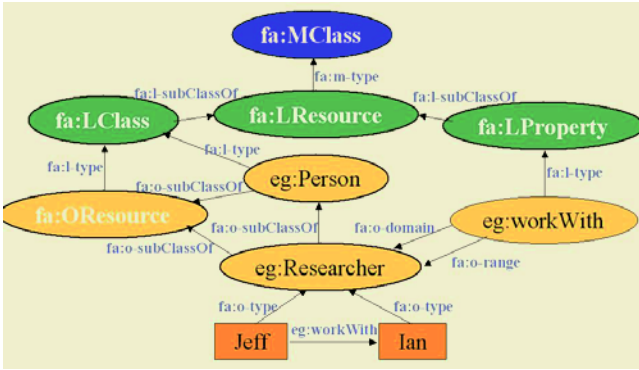 fa:MClass
fa:m-type
fa:l-subClassOf
fa:l-subClassOf
fa:LClass
fa:LResource
fa:LProperty
fa:l-type
fa:l-type
fa:l-type
eg:Person
fa:o-subClassOf
fa:OResource
fa:o-subClassOf
fa:o-domain
eg:workWith
fa:o-subClassOf
eg:Researcher
fa:o-range
fa:o-type
fa:o-type
Jeff
eg:workWith
Ian